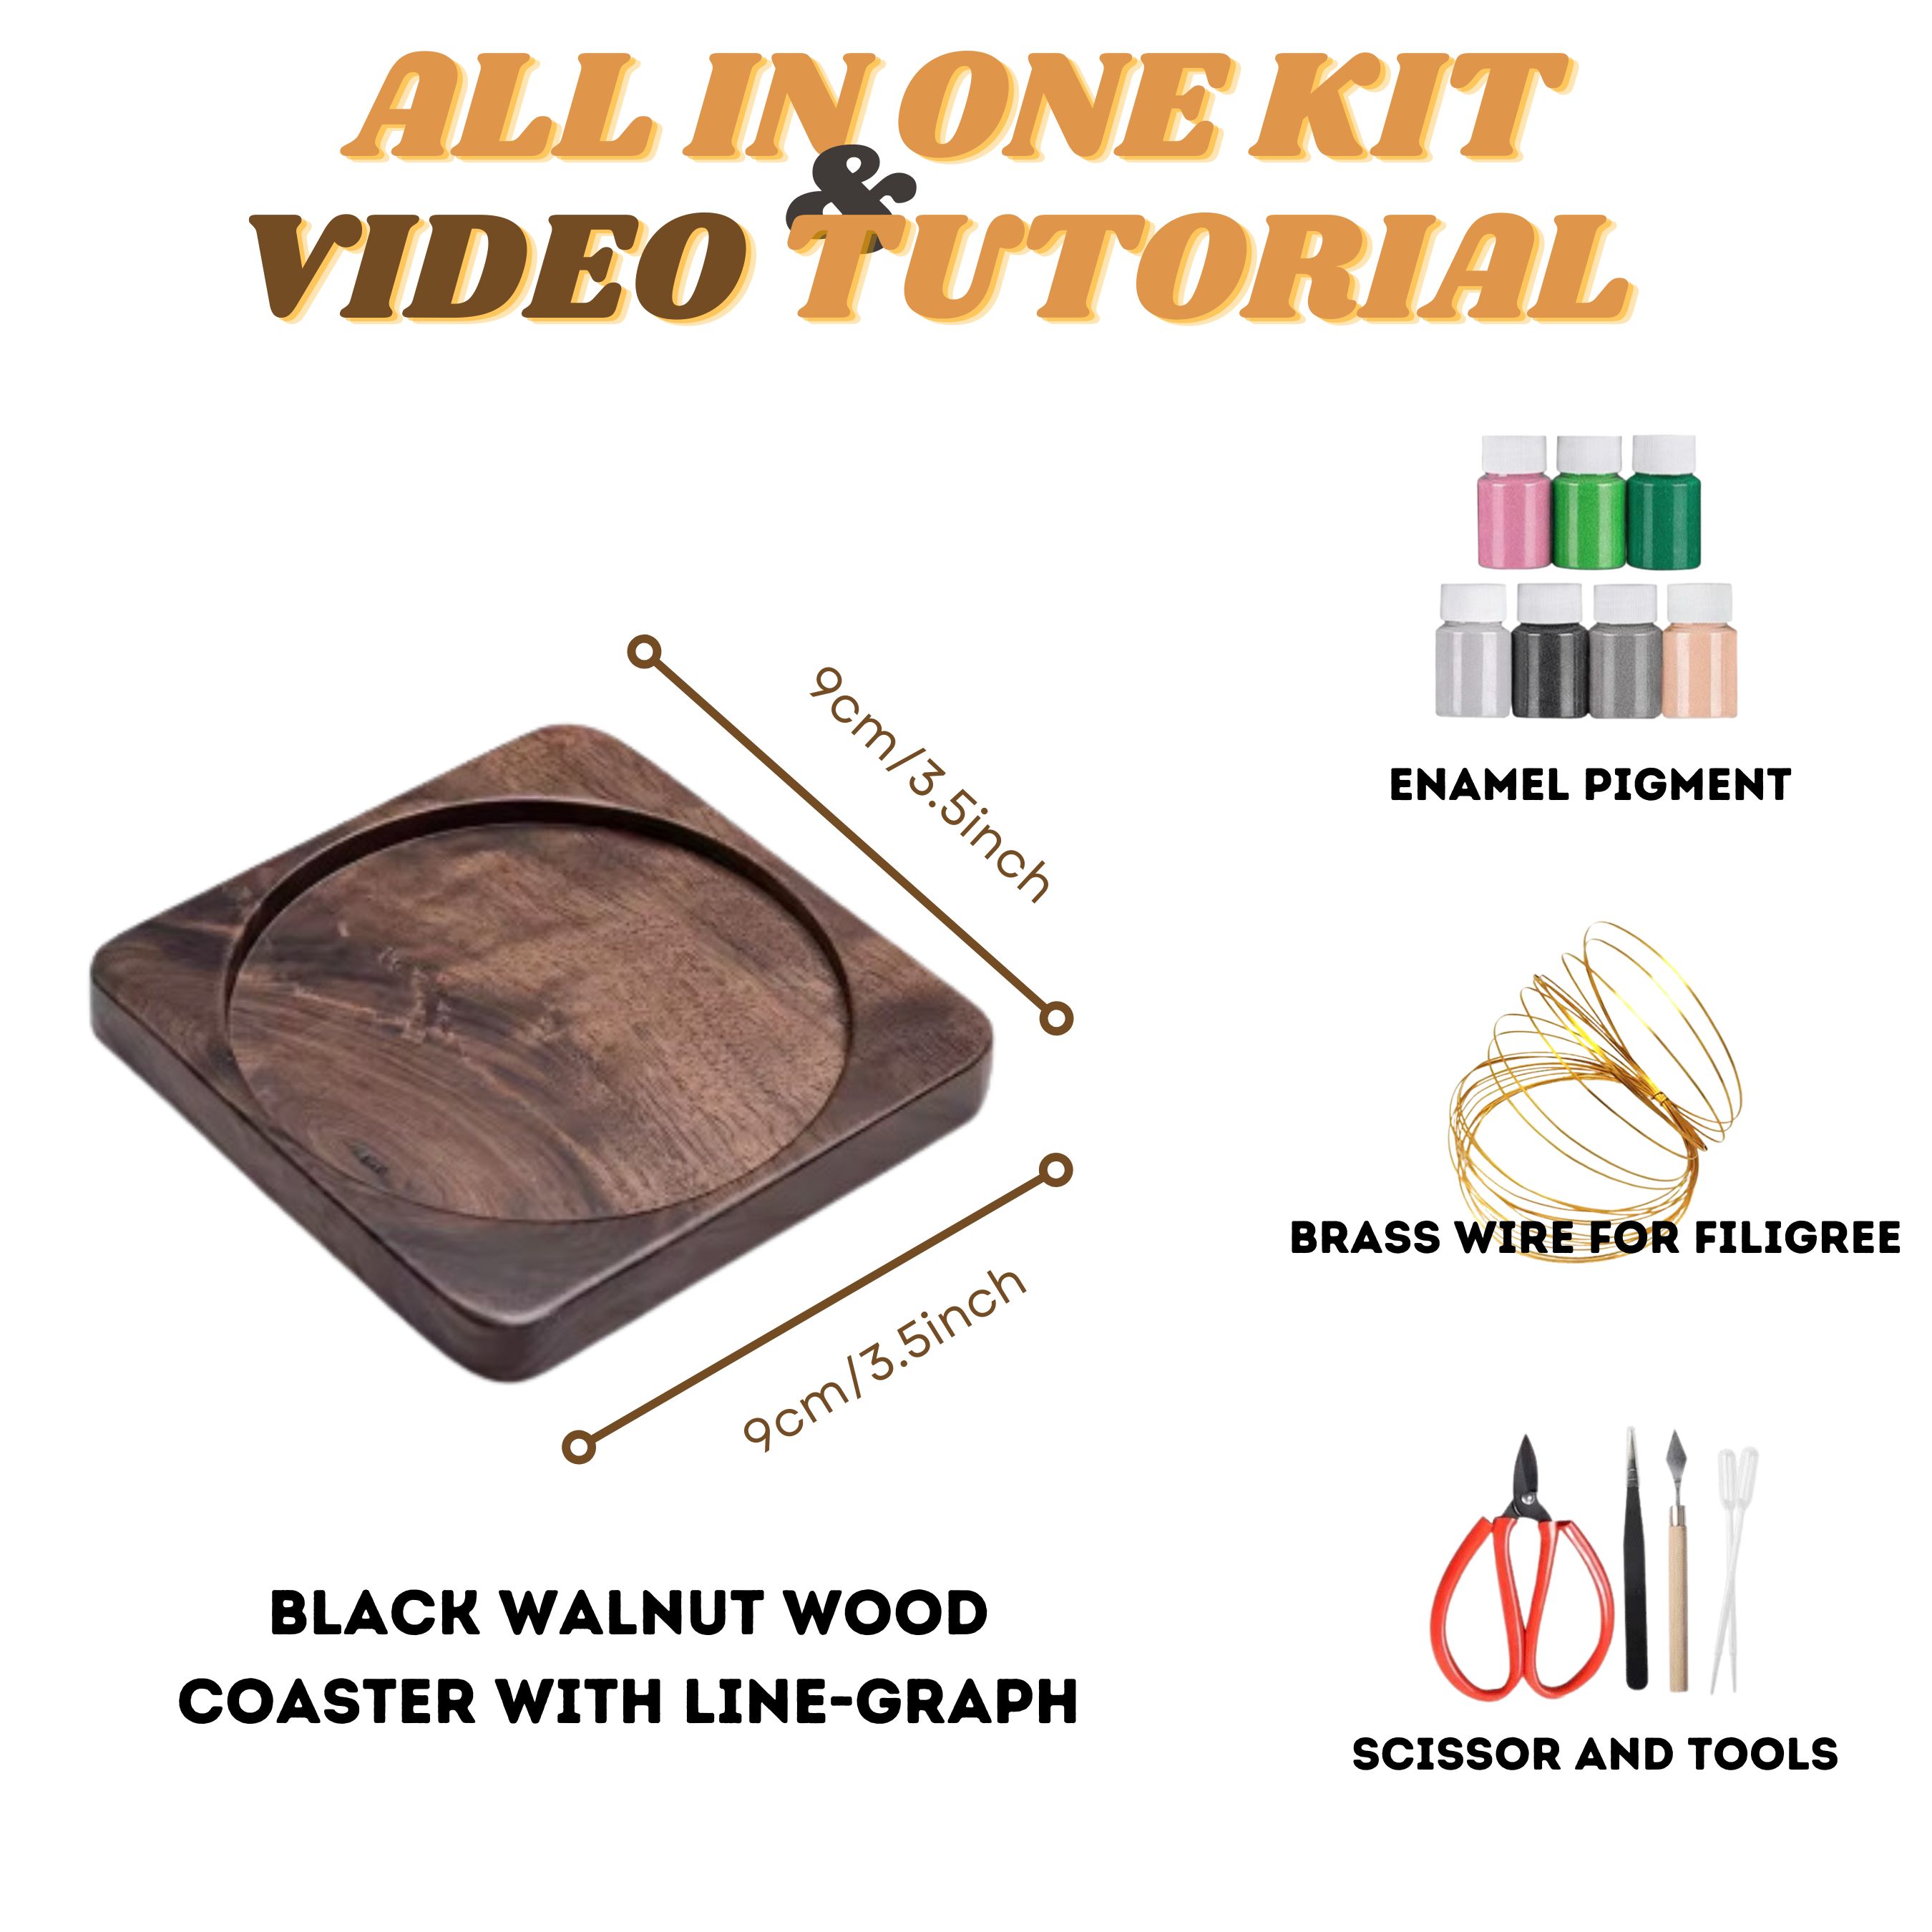 ALL IN ONE KIT
&
VIDEO TUTORIAL
9cm/3.5inch
9cm/3.5inch
BLACK WALNUT WOOD
COASTER WITH LINE-GRAPH
ENAMEL PIGMENT
BRASS WIRE FOR FILIGREE
SCISSOR AND TOOLS